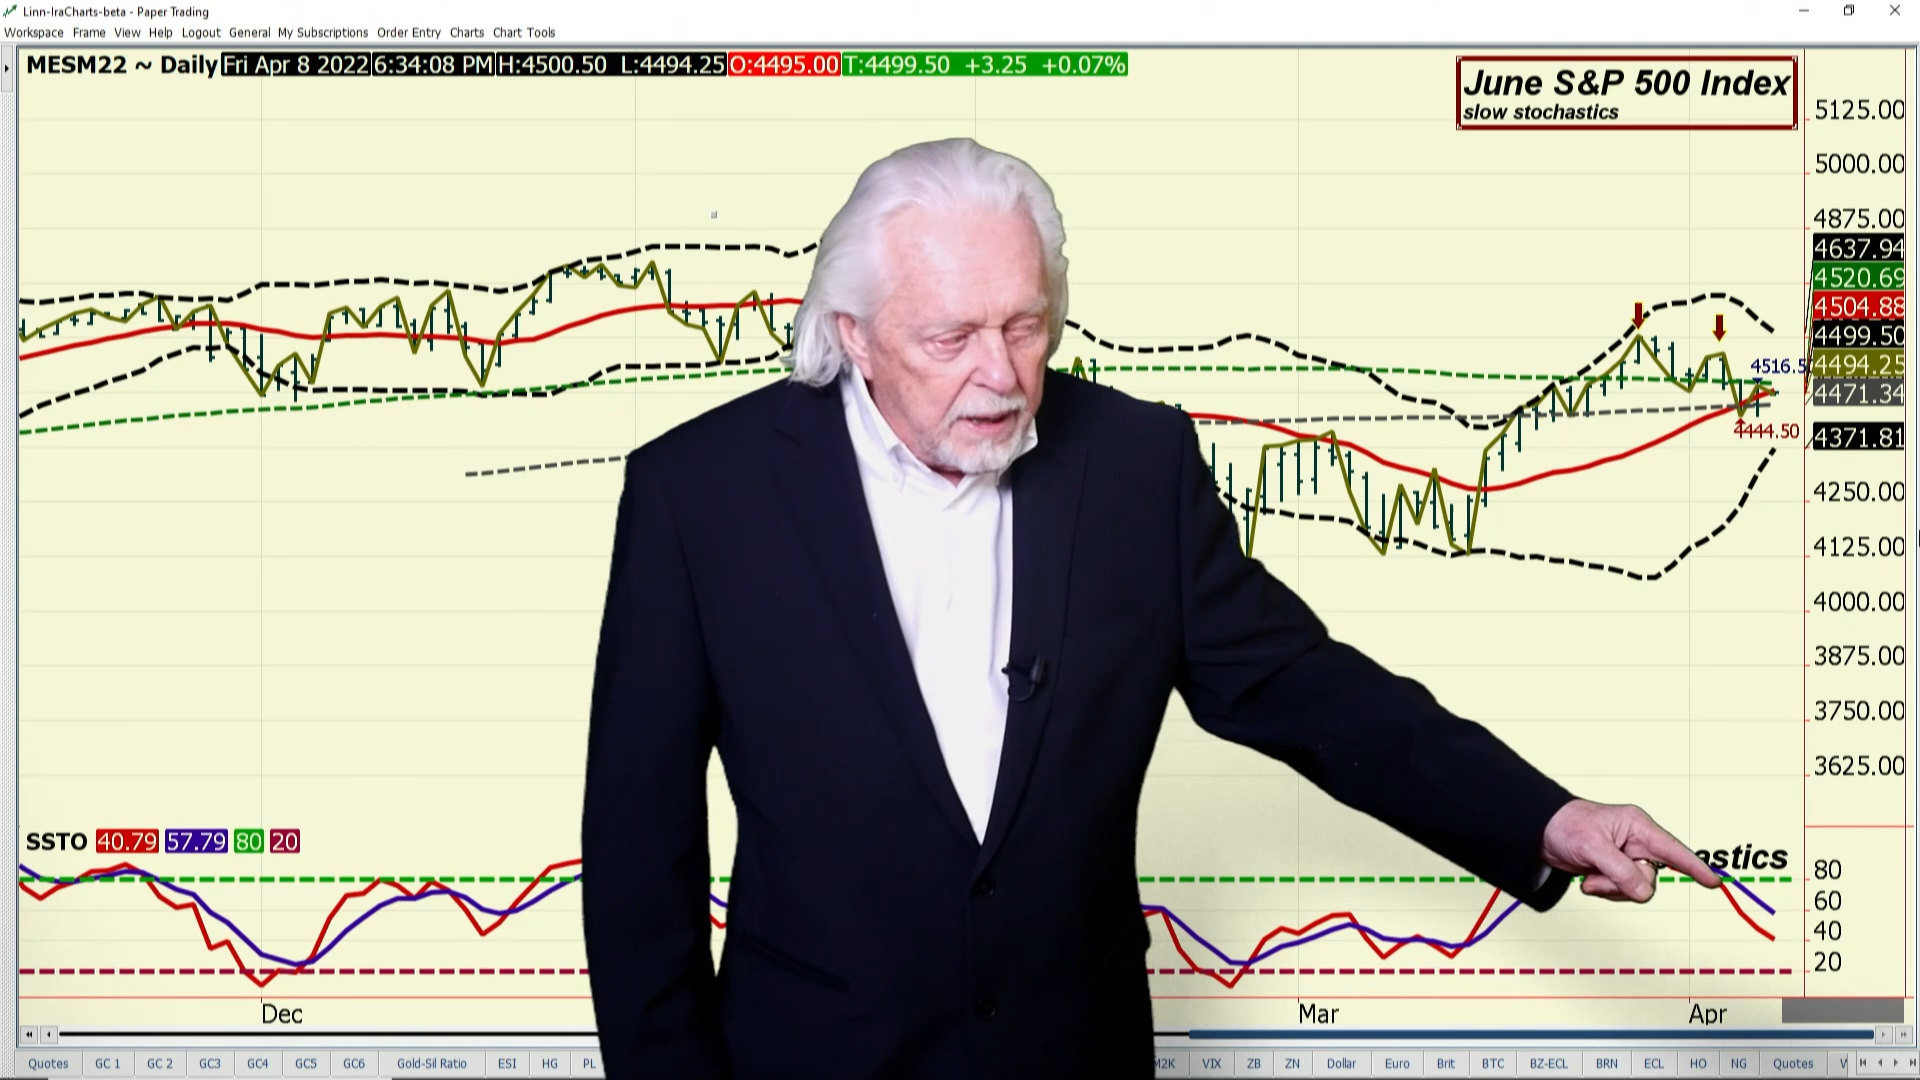 Linn-IraCharts-beta - Paper Trading
Workspace Frame View Help Logout General My Subscriptions Order Entry Charts Chart Tools
MESM22 ~ Daily Fri Apr 8 2022 6:34:08 PM H:4500.50 L:4494.25 O:4495.00 T:4499.50 +3.25 +0.07%
June S&P 500 Index
slow stochastics
5125.00
5000.00
4875.00
4637.94
4520.69
4504.88
4499.50
4516.5
4494.25
4471.34
4444.50
4371.81
4250.00
4125.00
4000.00
3875.00
3750.00
3625.00
SSTO 40.79 57.79 80 20
astics
80
60
40
20
Dec Mar Apr
Quotes GC 1 GC 2 GC3 GC4 GC5 GC6 Gold-Sil Ratio ESI HG PL M2K VIX ZB ZN Dollar Euro Brit BTC BZ-ECL BRN ECL HO NG Quotes